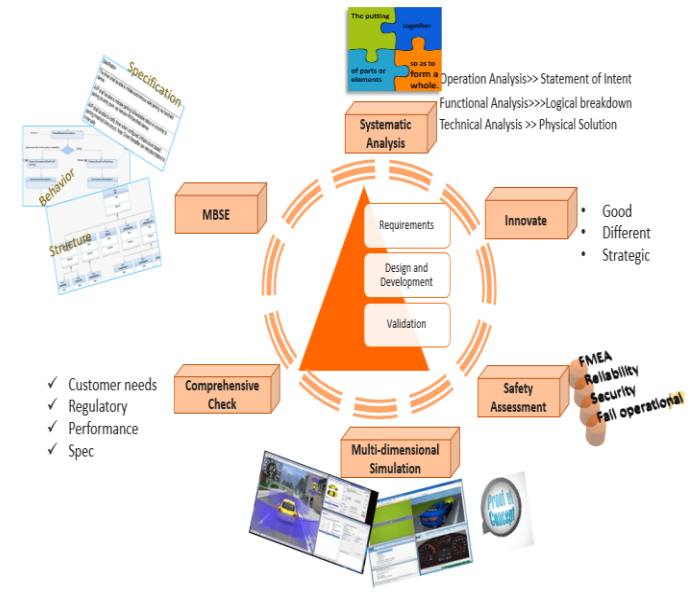 The putting
together
of parts or
elements
so as to
form a
whole.
Operation Analysis>> Statement of Intent
Functional Analysis>>>Logical breakdown
Technical Analysis >> Physical Solution
Systematic
Analysis
Specification
Behavior
Structure
MBSE
Innovate
• Good
• Different
• Strategic
Requirements
Design and
Development
Validation
Comprehensive
Check
✓ Customer needs
✓ Regulatory
✓ Performance
✓ Spec
Safety
Assessment
FMEA
Reliability
Security
Fail operational
Multi-dimensional
Simulation
Proof of
Concept